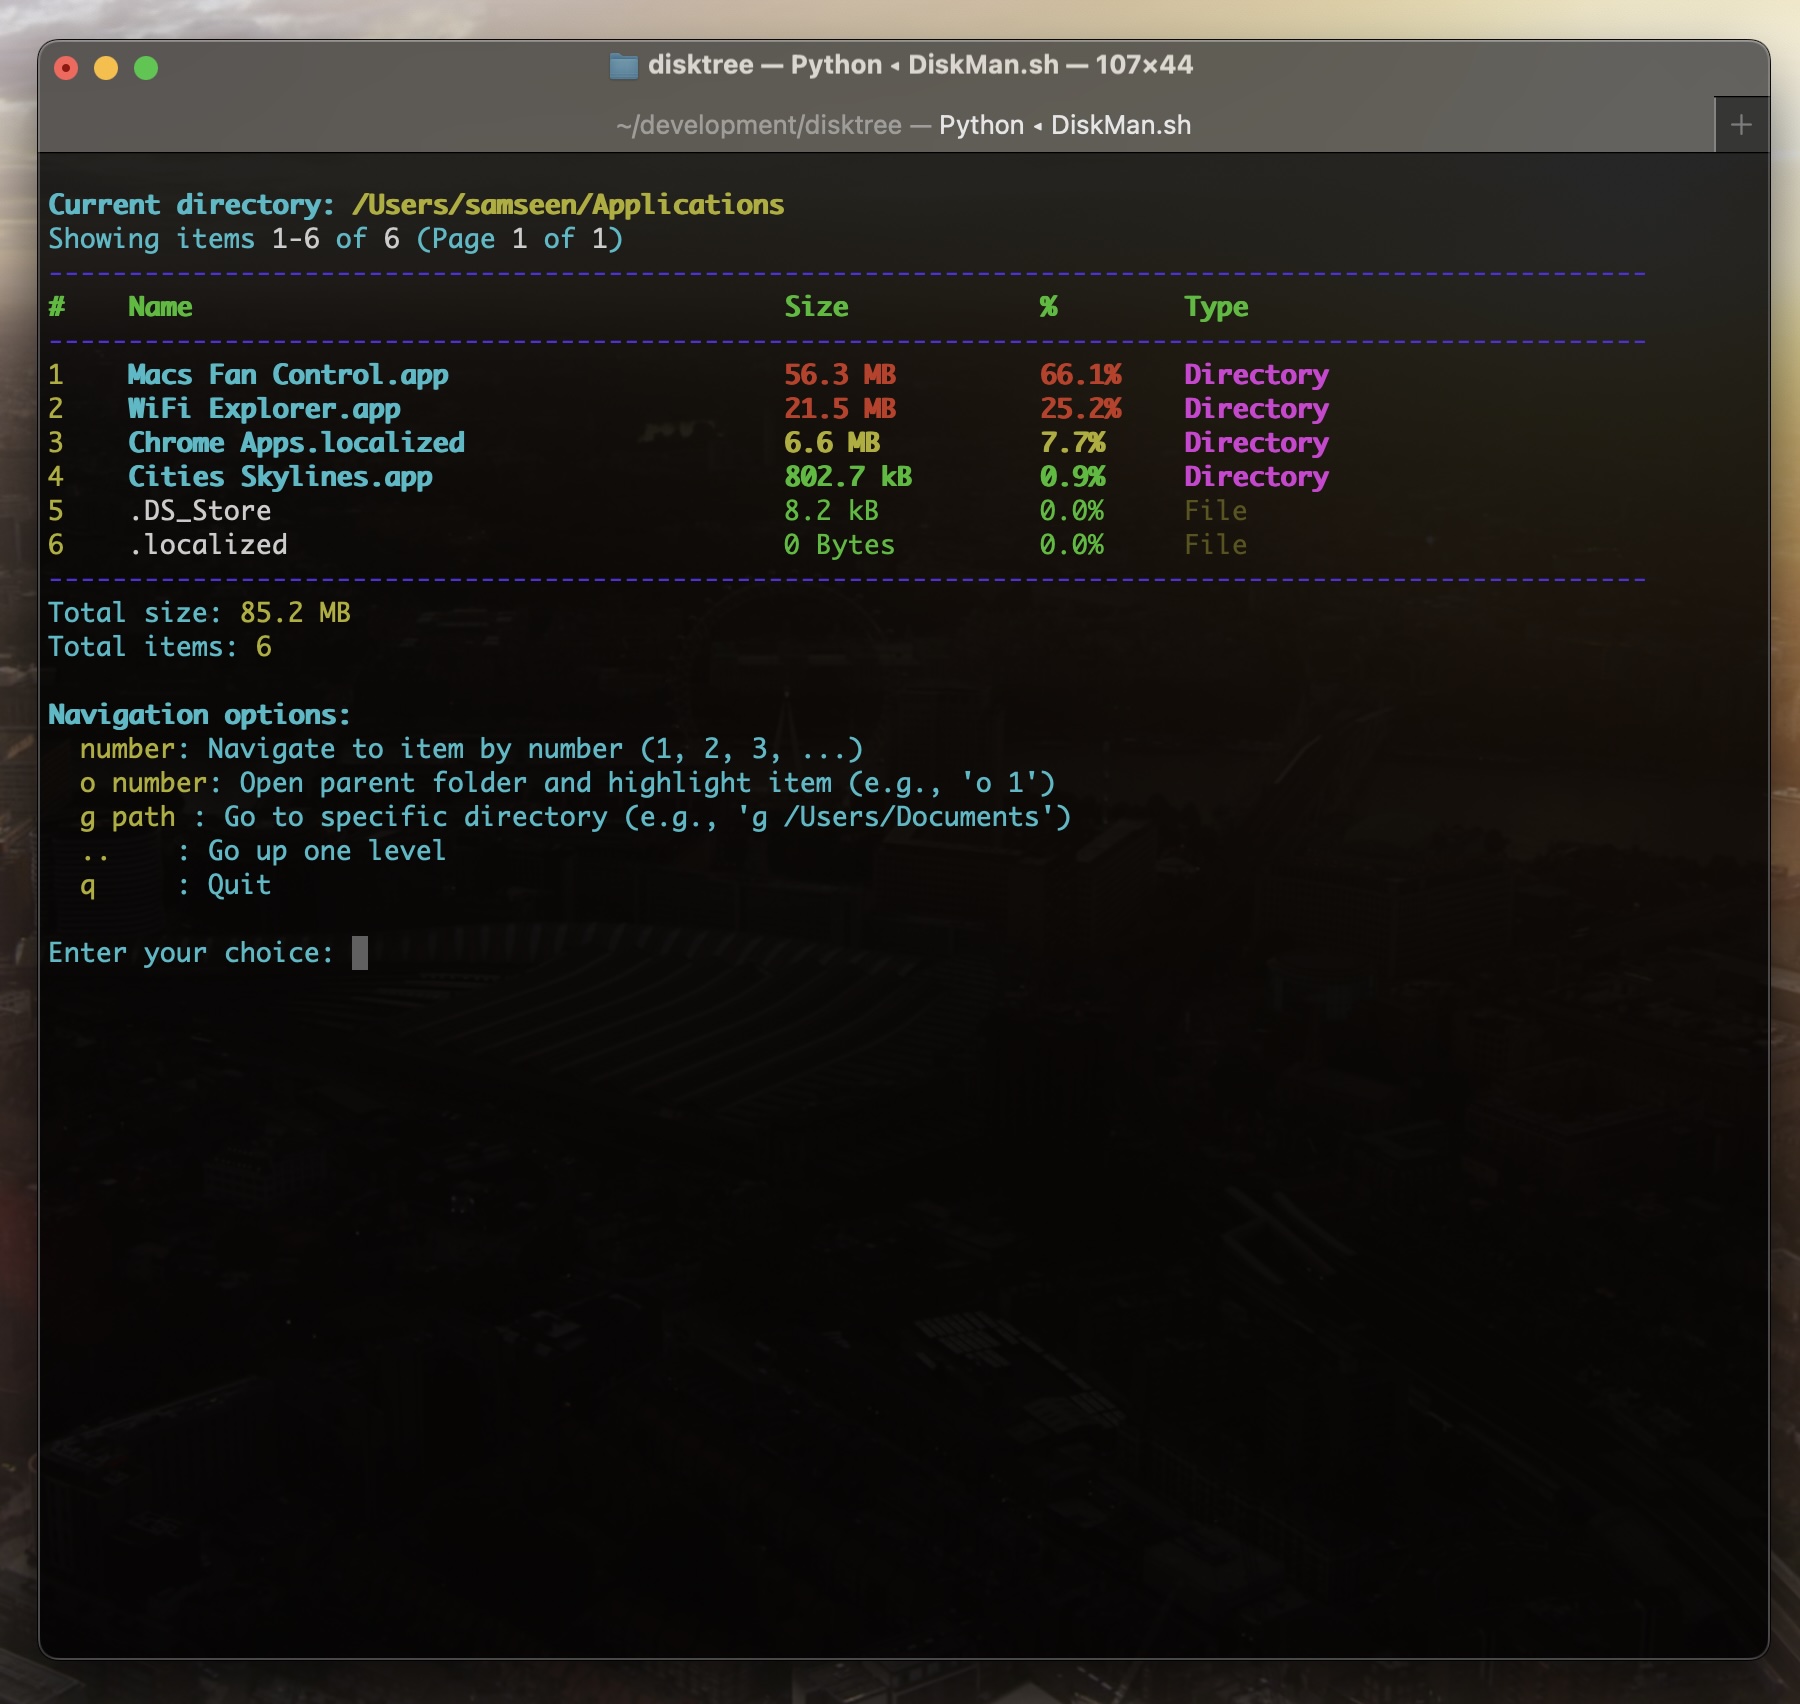 disktree — Python ◂ DiskMan.sh — 107×44
~/development/disktree — Python ◂ DiskMan.sh +
Current directory: /Users/samseen/Applications
Showing items 1-6 of 6 (Page 1 of 1)
----------------------------------------------------------------------------------------------------
# Name Size % Type
----------------------------------------------------------------------------------------------------
1 Macs Fan Control.app 56.3 MB 66.1% Directory
2 WiFi Explorer.app 21.5 MB 25.2% Directory
3 Chrome Apps.localized 6.6 MB 7.7% Directory
4 Cities Skylines.app 802.7 kB 0.9% Directory
5 .DS_Store 8.2 kB 0.0% File
6 .localized 0 Bytes 0.0% File
----------------------------------------------------------------------------------------------------
Total size: 85.2 MB
Total items: 6
Navigation options:
number: Navigate to item by number (1, 2, 3, ...)
o number: Open parent folder and highlight item (e.g., 'o 1')
g path : Go to specific directory (e.g., 'g /Users/Documents')
.. : Go up one level
q : Quit
Enter your choice: